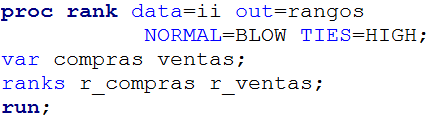 proc rank data=ii out=rangos
NORMAL=BLOW TIES=HIGH;
var compras ventas;
ranks r_compras r_ventas;
run;